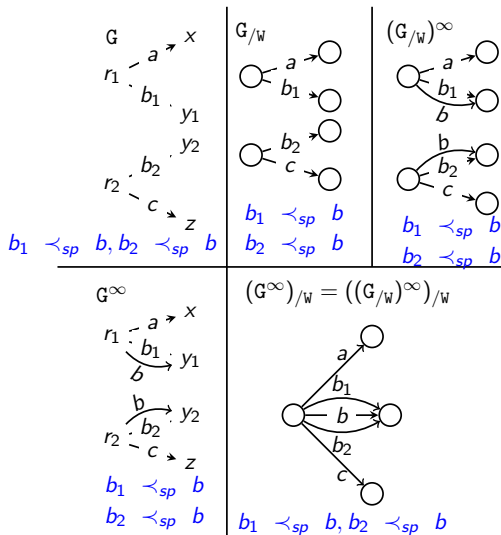 G
x
a
r1
b1
y1
y2
b2
r2
c
z
b1 ≺sp b, b2 ≺sp b
G/W
a
b1
b2
c
b1 ≺sp b
b2 ≺sp b
(G/W)∞
a
b1
b
b
b2
c
b1 ≺sp b
b2 ≺sp b
G∞
x
a
r1
b1
y1
b
b
y2
b2
r2
c
z
b1 ≺sp b
b2 ≺sp b
(G∞)/W = ((G/W)∞)/W
a
b1
b
b2
c
b1 ≺sp b, b2 ≺sp b